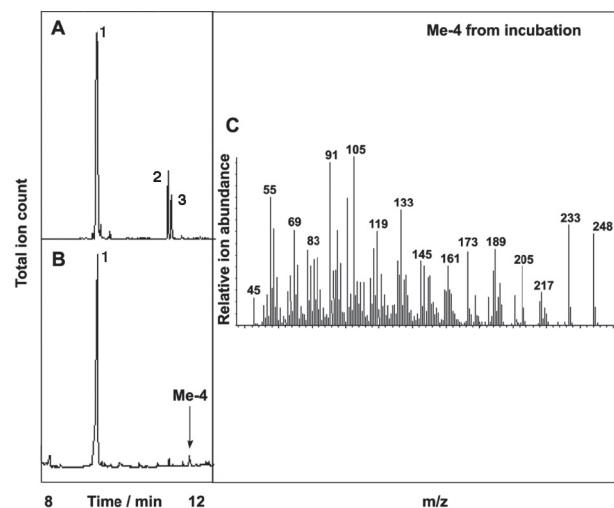 A
1
2
3
Total ion count
B
1
Me-4
8 Time / min 12
Me-4 from incubation
C
Relative ion abundance
45
55
69
83
91
105
119
133
145
161
173
189
205
217
233
248
m/z